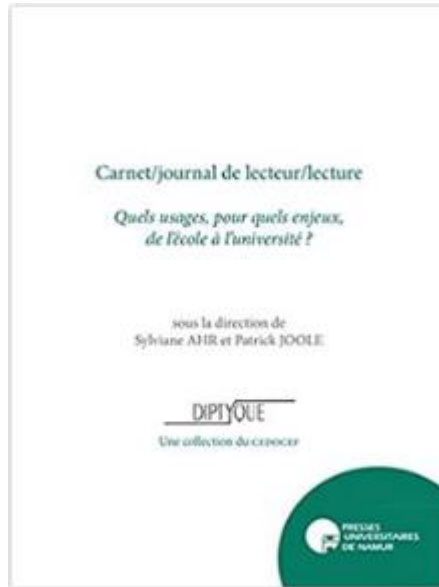 Carnet/journal de lecteur/lecture
Quels usages, pour quels enjeux,
de l'école à l'université ?
sous la direction de
Sylviane AHR et Patrick JOOLE
DIPTYQUE
Une collection du CEDOCEF
PRESSES
UNIVERSITAIRES
DE NAMUR